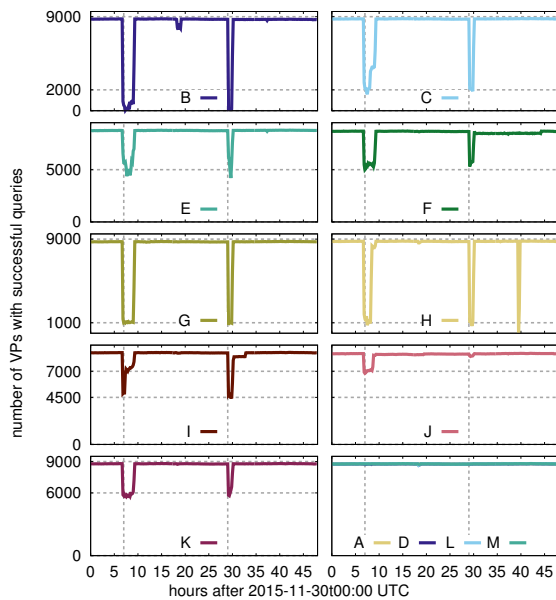 number of VPs with successful queries
9000
2000
0
B
C
5000
0
E
F
9000
1000
G
H
7000
4500
0
I
J
9000
6000
0
K
A D L M
0 5 10 15 20 25 30 35 40 45 0 5 10 15 20 25 30 35 40 45
hours after 2015-11-30t00:00 UTC